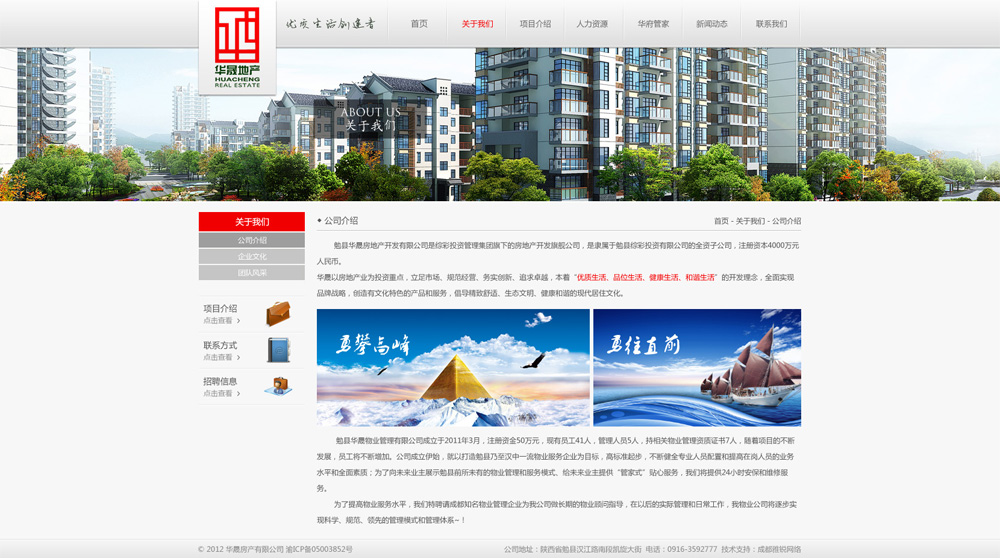 华晟地产
HUACHENG
REAL ESTATE
优质生活创造者
首页
关于我们
项目介绍
人力资源
华府管家
新闻动态
联系我们
ABOUT US
关于我们
关于我们
公司介绍
企业文化
团队风采
项目介绍
点击查看 >
联系方式
点击查看 >
招聘信息
点击查看 >
公司介绍
首页 - 关于我们 - 公司介绍
勉县华晟房地产开发有限公司是综彩投资管理集团旗下的房地产开发旗舰公司，是隶属于勉县综彩投资有限公司的全资子公司，注册资本4000万元
人民币。
华晟以房地产业为投资重点，立足市场、规范经营、务实创新、追求卓越，本着“优质生活、品位生活、健康生活、和谐生活”的开发理念，全面实现
品牌战略，创造有文化特色的产品和服务，倡导精致舒适、生态文明、健康和谐的现代居住文化。
勇攀高峰
勇往直前
勉县华晟物业管理有限公司成立于2011年3月，注册资金50万元，现有员工41人，管理人员5人，持相关物业管理资质证书7人，随着项目的不断
发展，员工将不断增加。公司成立伊始，就以打造勉县乃至汉中一流物业服务企业为目标，高标准起步，不断健全专业人员配置和提高在岗人员的业务
水平和全面素质；为了向未来业主展示勉县前所未有的物业管理和服务模式、给未来业主提供“管家式”贴心服务，我们将提供24小时安保和维修服
务。
为了提高物业服务水平，我们特聘请成都知名物业管理企业为我公司做长期的物业顾问指导，在以后的实际管理和日常工作，我物业公司将逐步实
现科学、规范、领先的管理模式和管理体系~！
© 2012 华晟房产有限公司 渝ICP备05003852号
公司地址：陕西省勉县汉江路南段凯旋大街 电话：0916-3592777 技术支持：成都雅锐网络